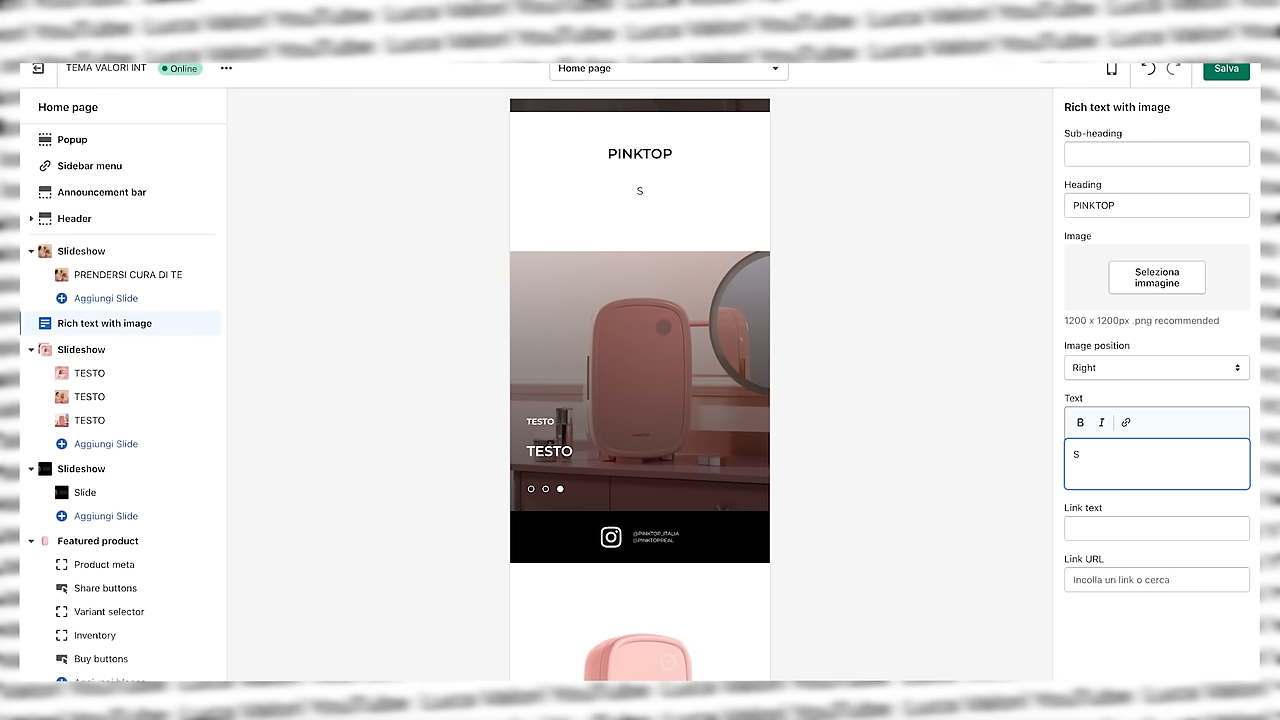 TEMA VALORI INT
Online
Home page
Salva
Home page
Popup
Sidebar menu
Announcement bar
Header
Slideshow
PRENDERSI CURA DI TE
Aggiungi Slide
Rich text with image
Slideshow
TESTO
TESTO
TESTO
Aggiungi Slide
Slideshow
Slide
Aggiungi Slide
Featured product
Product meta
Share buttons
Variant selector
Inventory
Buy buttons
PINKTOP
S
TESTO
TESTO
@PINKTOP_ITALIA
@PINKTOPREAL
Rich text with image
Sub-heading
Heading
PINKTOP
Image
Seleziona
immagine
1200 x 1200px .png recommended
Image position
Right
Text
B I
S
Link text
Link URL
Incolla un link o cerca